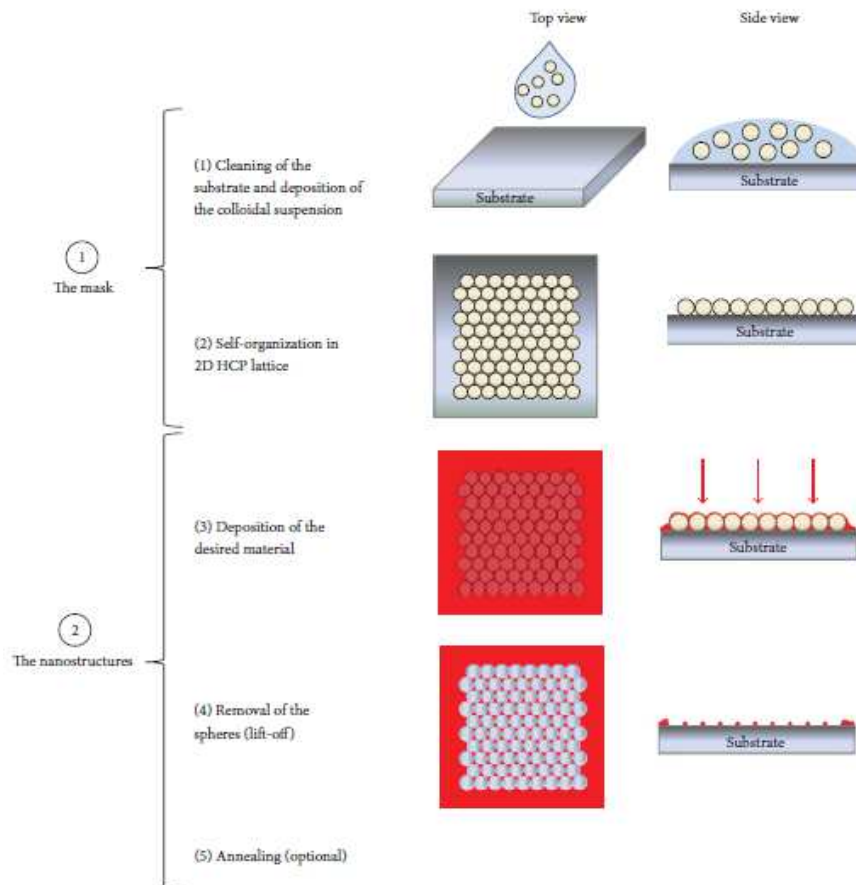 Top view
Side view
(1) Cleaning of the
substrate and deposition of
the colloidal suspension
Substrate
Substrate
1
The mask
(2) Self-organization in
2D HCP lattice
Substrate
(3) Deposition of the
desired material
Substrate
2
The nanostructures
(4) Removal of the
spheres (lift-off)
Substrate
(5) Annealing (optional)